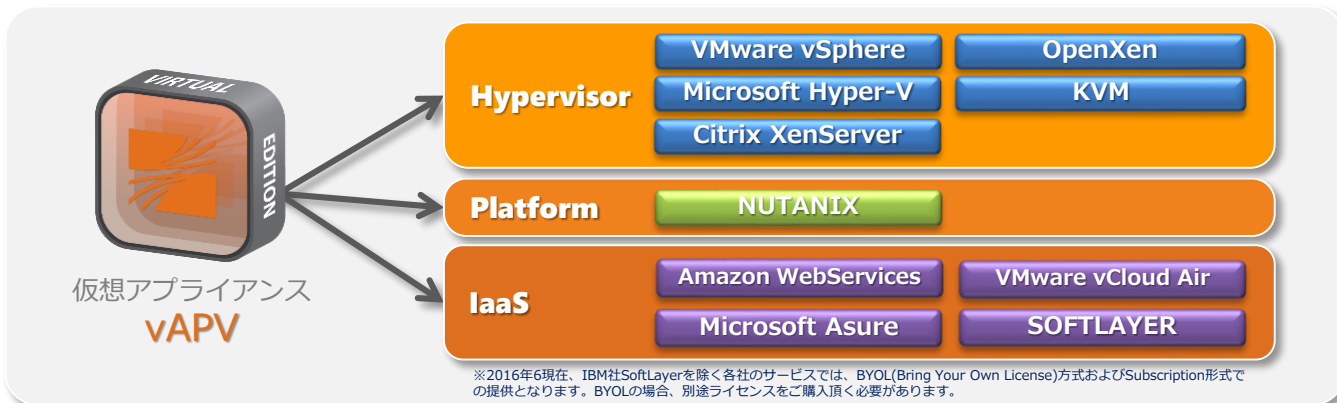 VIRTUAL
EDITION
仮想アプライアンス
vAPV
Hypervisor
VMware vSphere
OpenXen
Microsoft Hyper-V
KVM
Citrix XenServer
Platform
NUTANIX
IaaS
Amazon WebServices
VMware vCloud Air
Microsoft Asure
SOFTLAYER
※2016年6現在、IBM社SoftLayerを除く各社のサービスでは、BYOL(Bring Your Own License)方式およびSubscription形式で
の提供となります。BYOLの場合、別途ライセンスをご購入頂く必要があります。